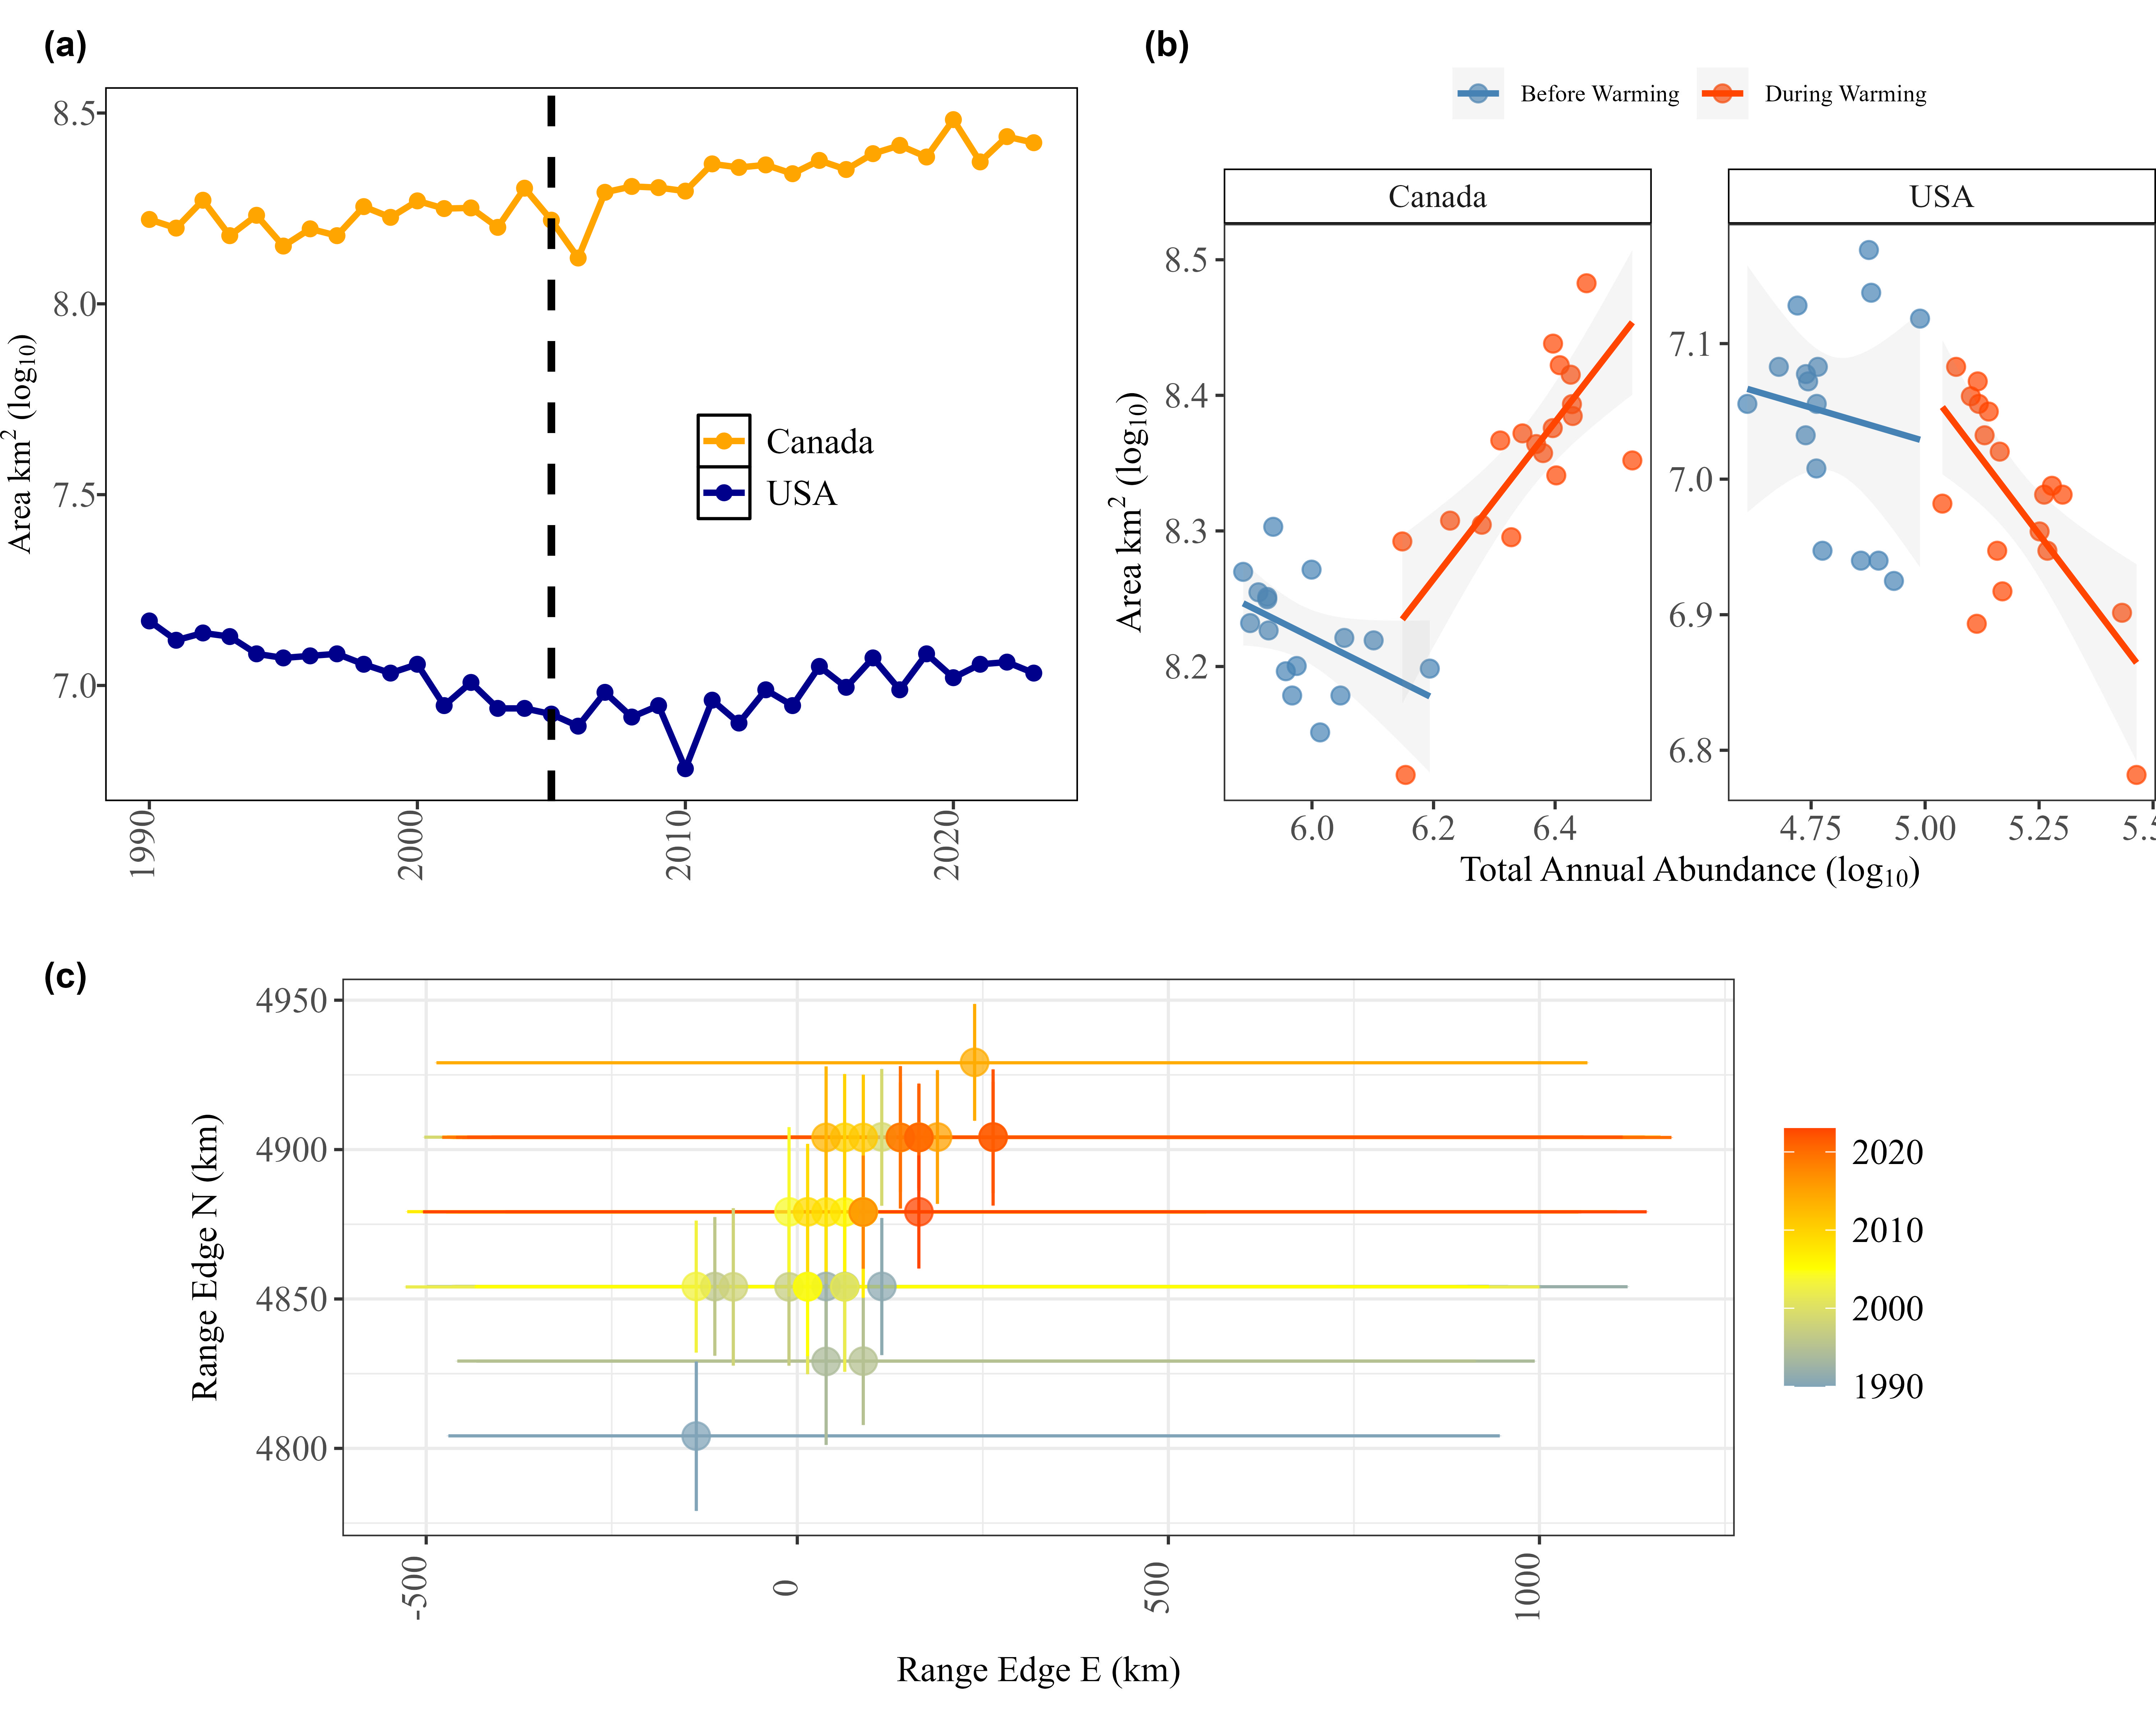 (a)
8.5
8.0
7.5
7.0
Area km² (log₁₀)
1990
2000
2010
2020
Canada
USA
(b)
Before Warming
During Warming
Canada
USA
8.5
8.4
8.3
8.2
7.1
7.0
6.9
6.8
Area km² (log₁₀)
6.0
6.2
6.4
4.75
5.00
5.25
5.5
Total Annual Abundance (log₁₀)
(c)
4950
4900
4850
4800
Range Edge N (km)
-500
0
500
1000
Range Edge E (km)
2020
2010
2000
1990